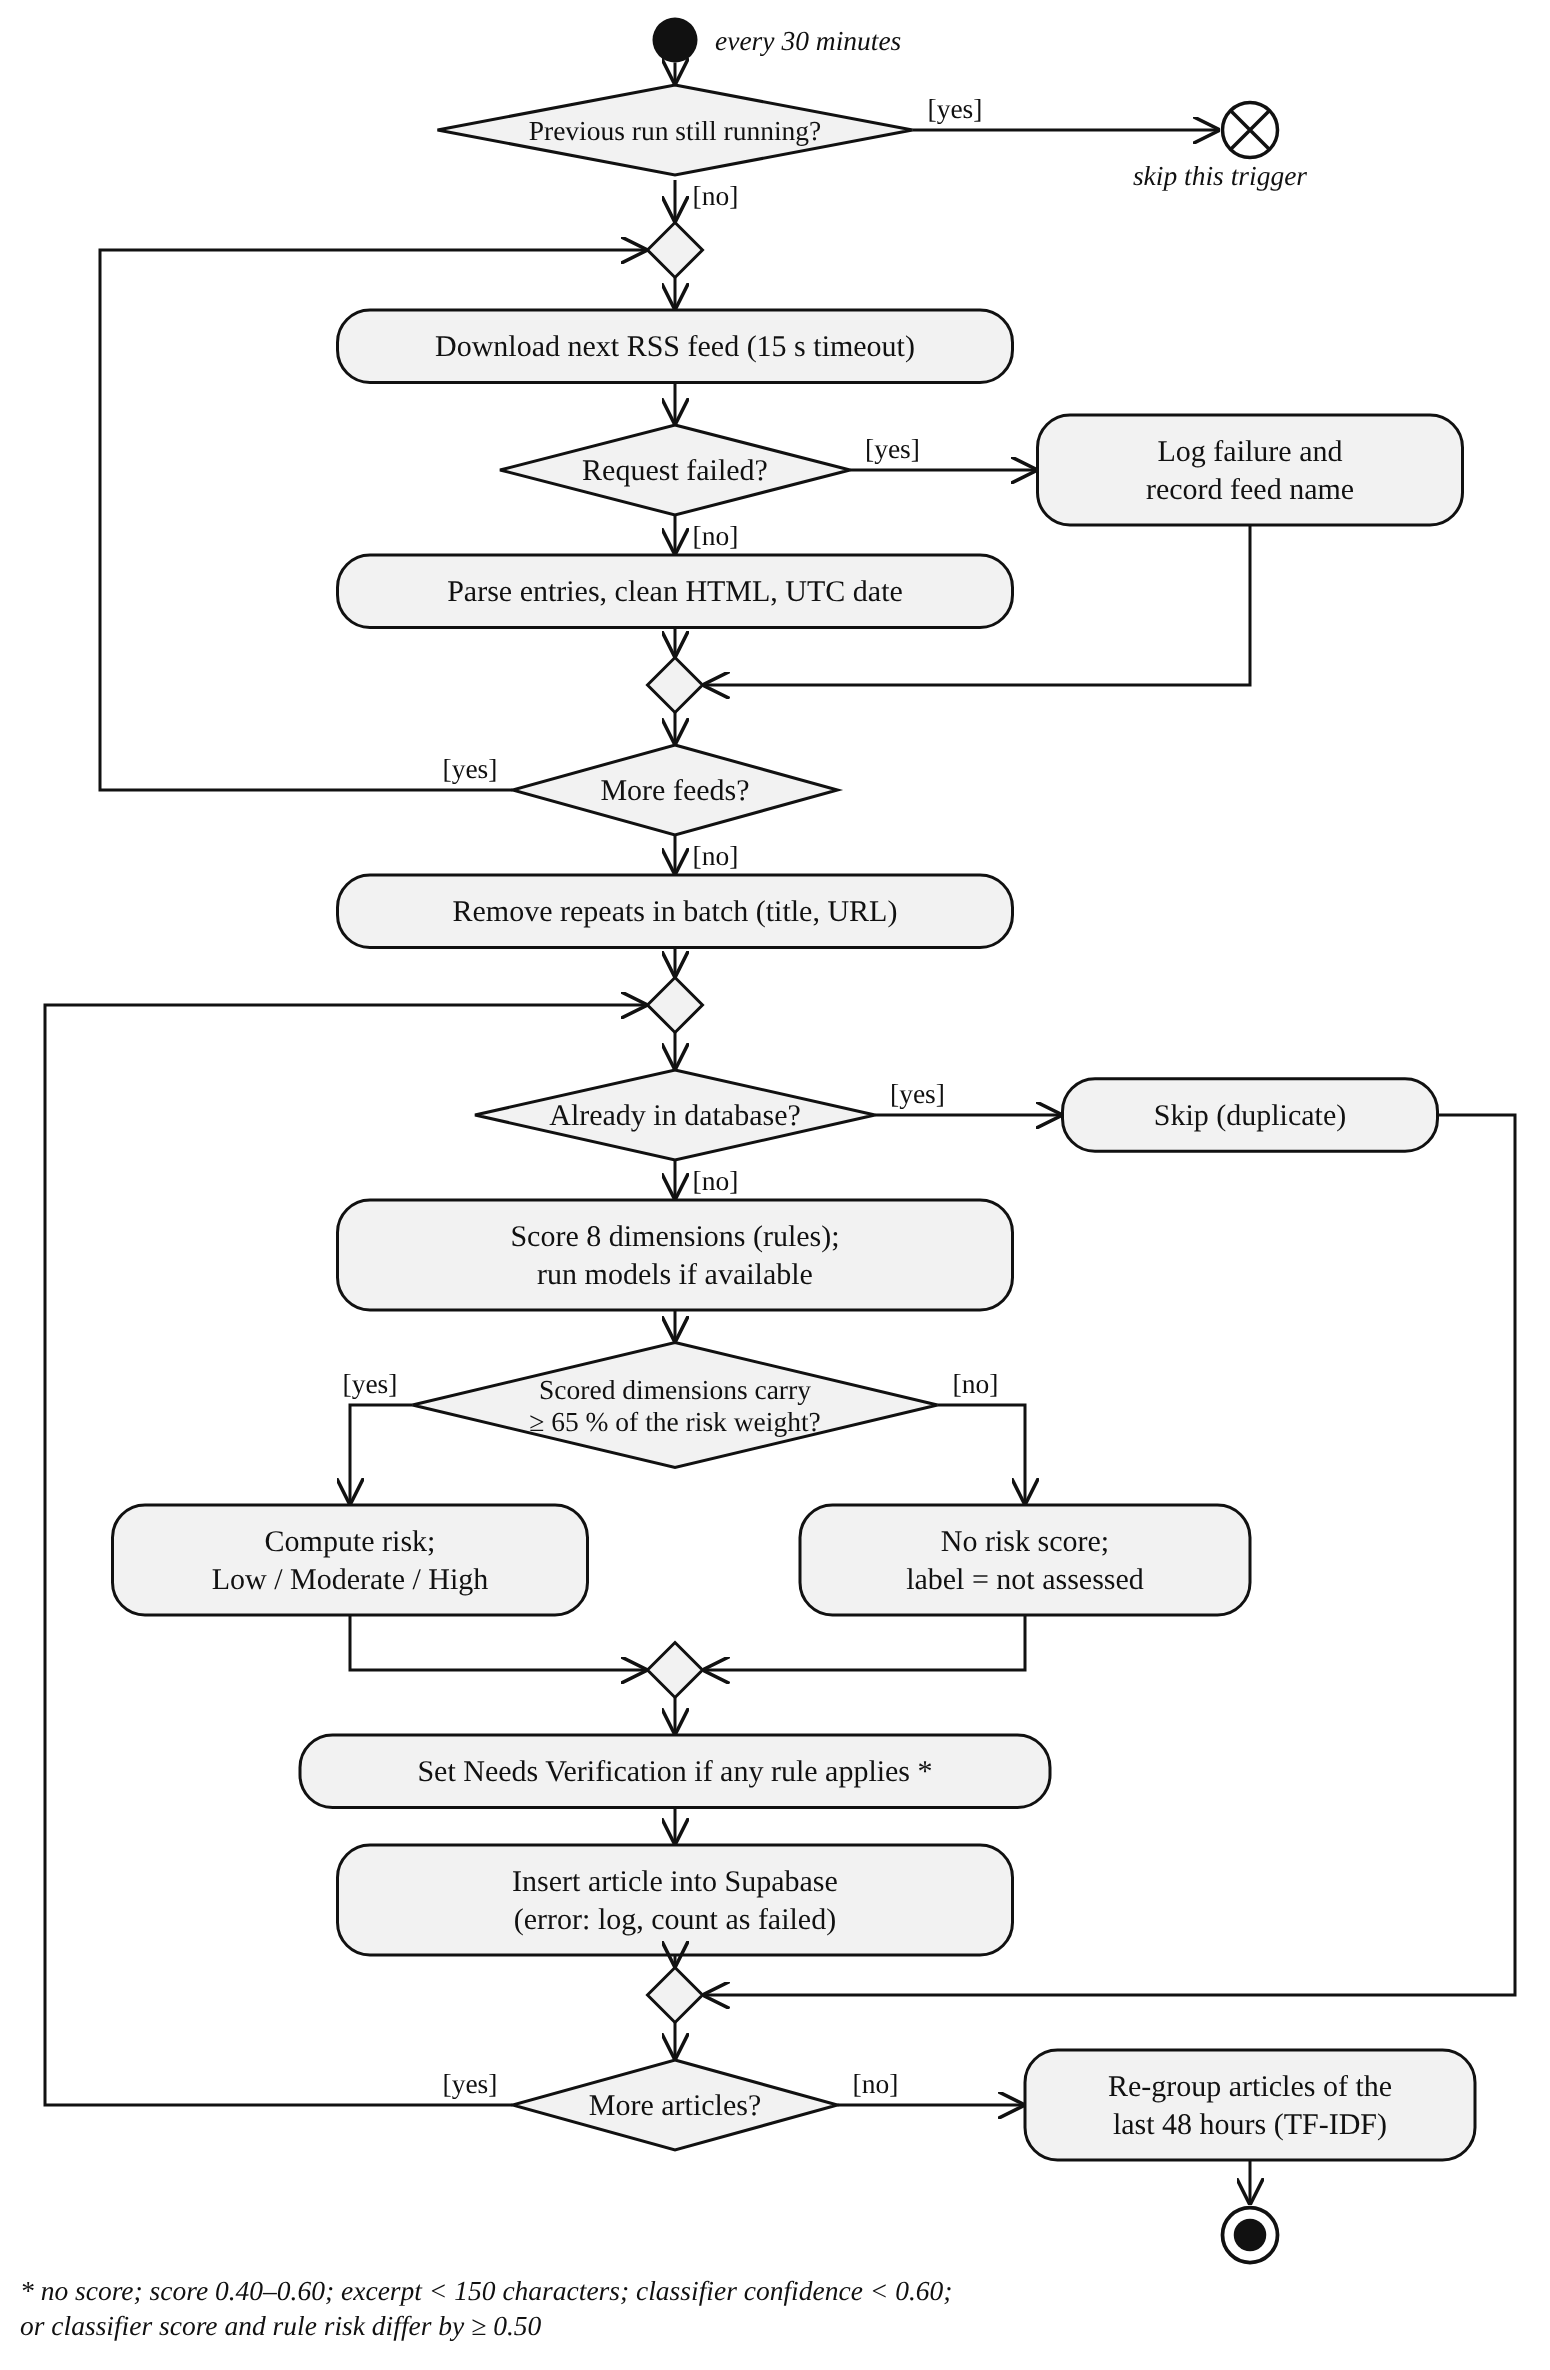 every 30 minutes
Previous run still running?
[yes]
skip this trigger
[no]
Download next RSS feed (15 s timeout)
Request failed?
[yes]
Log failure and
record feed name
[no]
Parse entries, clean HTML, UTC date
[yes]
More feeds?
[no]
Remove repeats in batch (title, URL)
Already in database?
[yes]
Skip (duplicate)
[no]
Score 8 dimensions (rules);
run models if available
[yes]
Scored dimensions carry
≥ 65 % of the risk weight?
[no]
Compute risk;
Low / Moderate / High
No risk score;
label = not assessed
Set Needs Verification if any rule applies *
Insert article into Supabase
(error: log, count as failed)
[yes]
More articles?
[no]
Re-group articles of the
last 48 hours (TF-IDF)
* no score; score 0.40–0.60; excerpt < 150 characters; classifier confidence < 0.60;
or classifier score and rule risk differ by ≥ 0.50